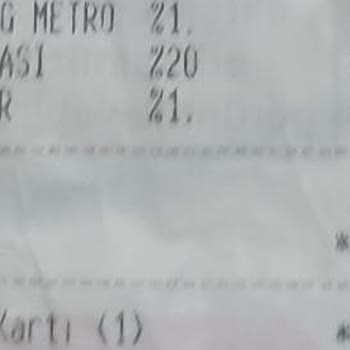 G METRO %1.
ASI %20
R %1.
*
Kartı (1) *